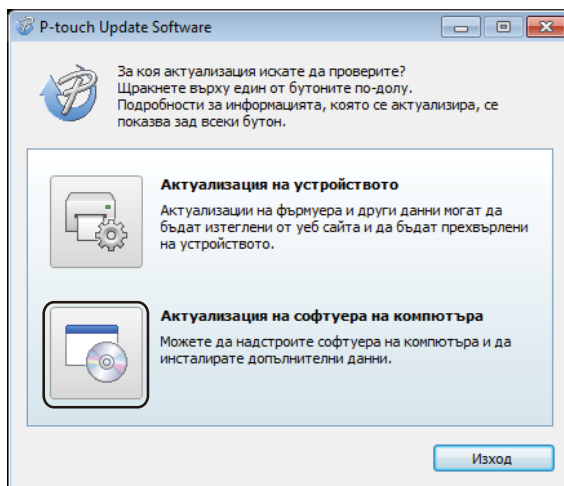 P-touch Update Software
За коя актуализация искате да проверите?
Щракнете върху един от бутоните по-долу.
Подробности за информацията, която се актуализира, се
показва зад всеки бутон.
Актуализация на устройството
Актуализации на фърмуера и други данни могат да
бъдат изтеглени от уеб сайта и да бъдат прехвърлени
на устройството.
Актуализация на софтуера на компютъра
Можете да надстроите софтуера на компютъра и да
инсталирате допълнителни данни.
Изход